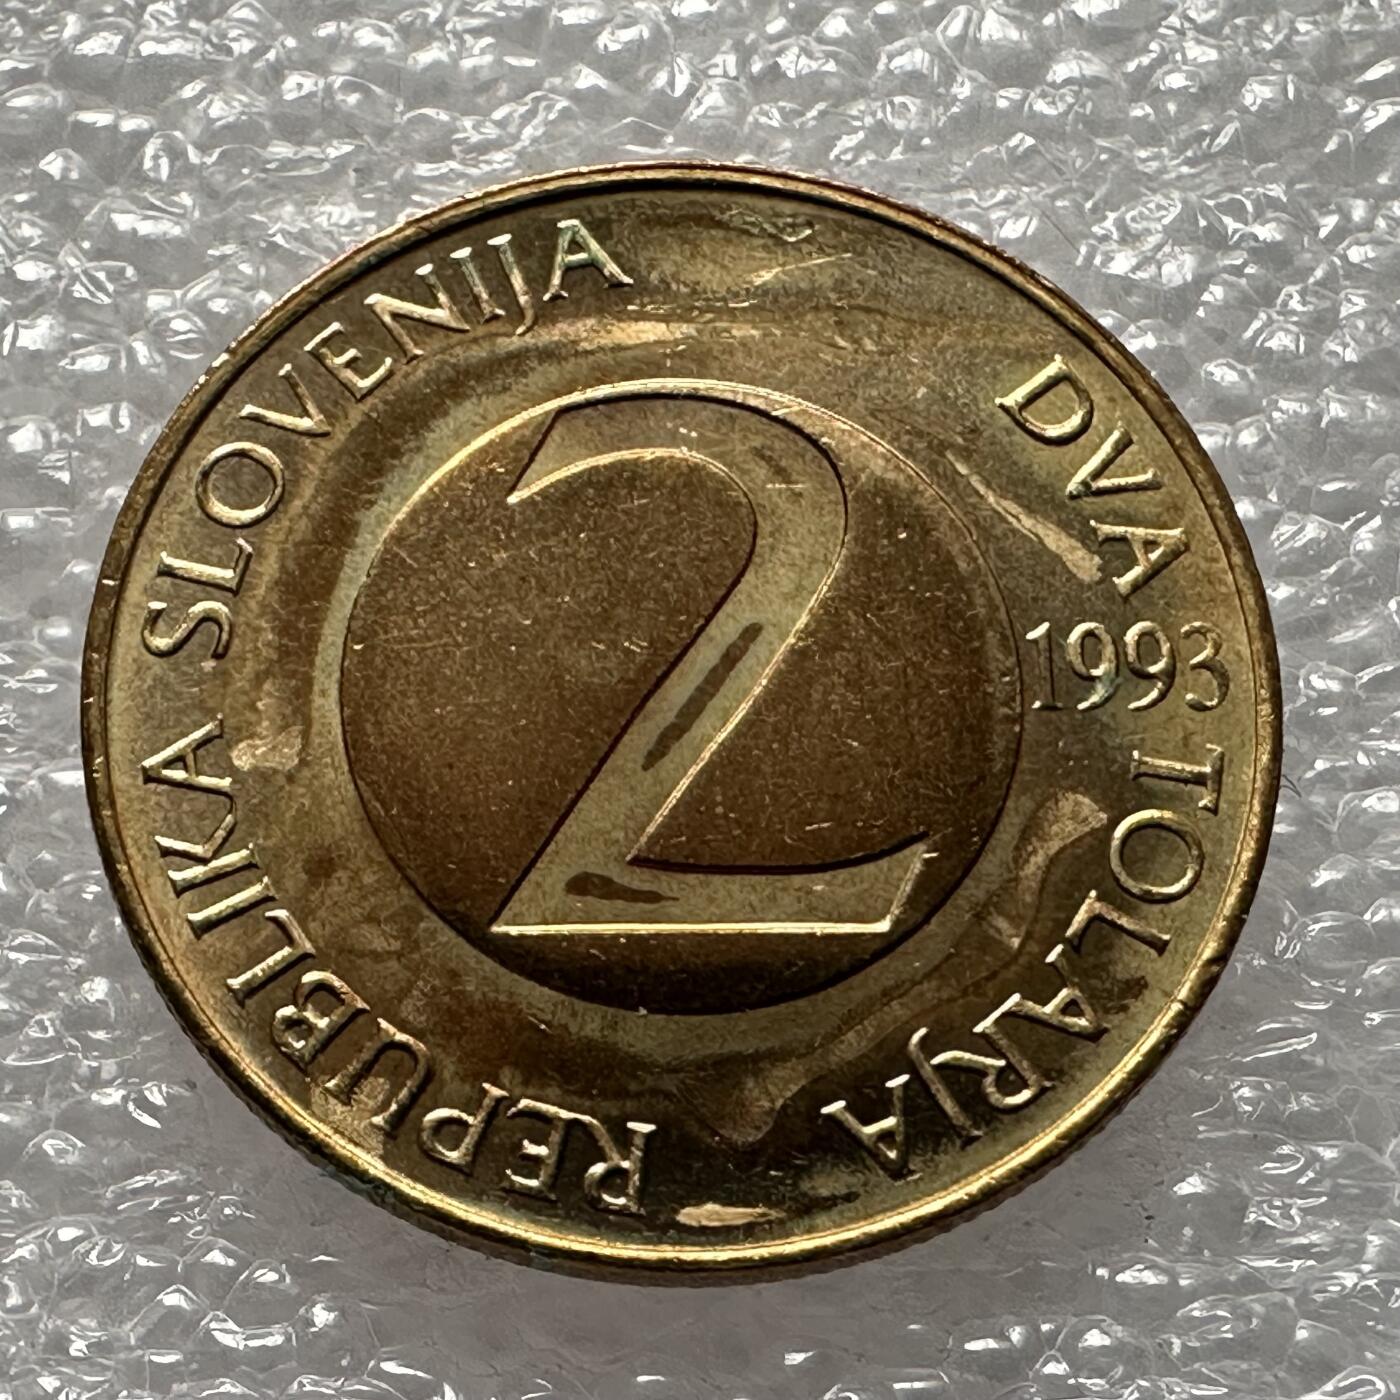 REPUBLIKA SLOVENIJA
DVA TOLARJA
1993
2